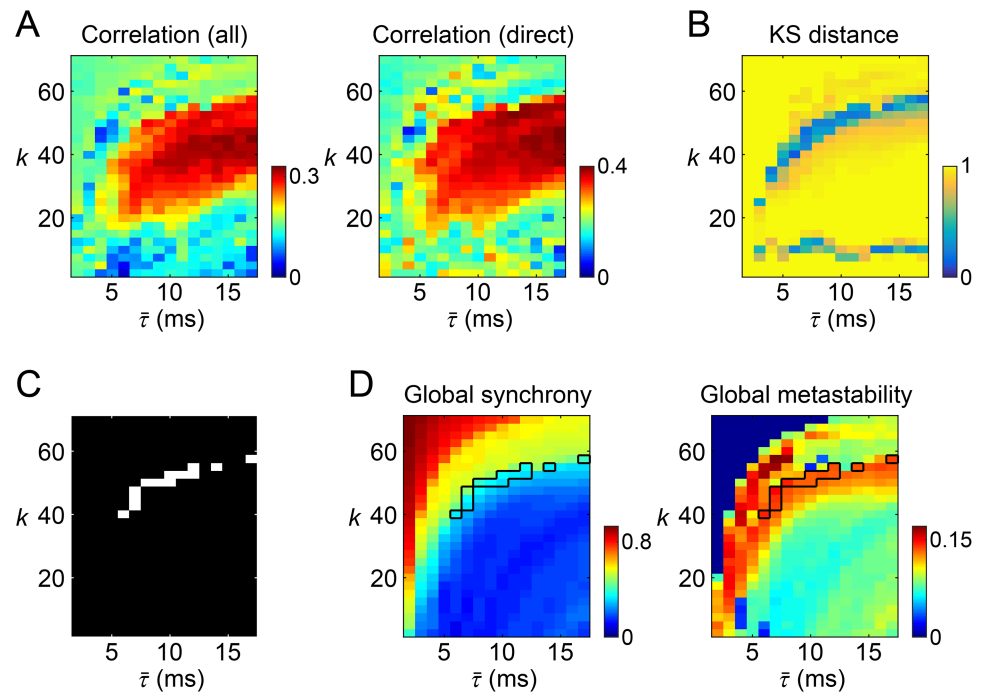 A
Correlation (all)
Correlation (direct)
B
KS distance
60
40
20
k
5
10
15
τ̄ (ms)
0.3
0
60
40
20
k
5
10
15
τ̄ (ms)
0.4
0
60
40
20
k
5
10
15
τ̄ (ms)
1
0
C
D
Global synchrony
Global metastability
60
40
20
k
5
10
15
τ̄ (ms)
60
40
20
k
5
10
15
τ̄ (ms)
0.8
0
60
40
20
k
5
10
15
τ̄ (ms)
0.15
0